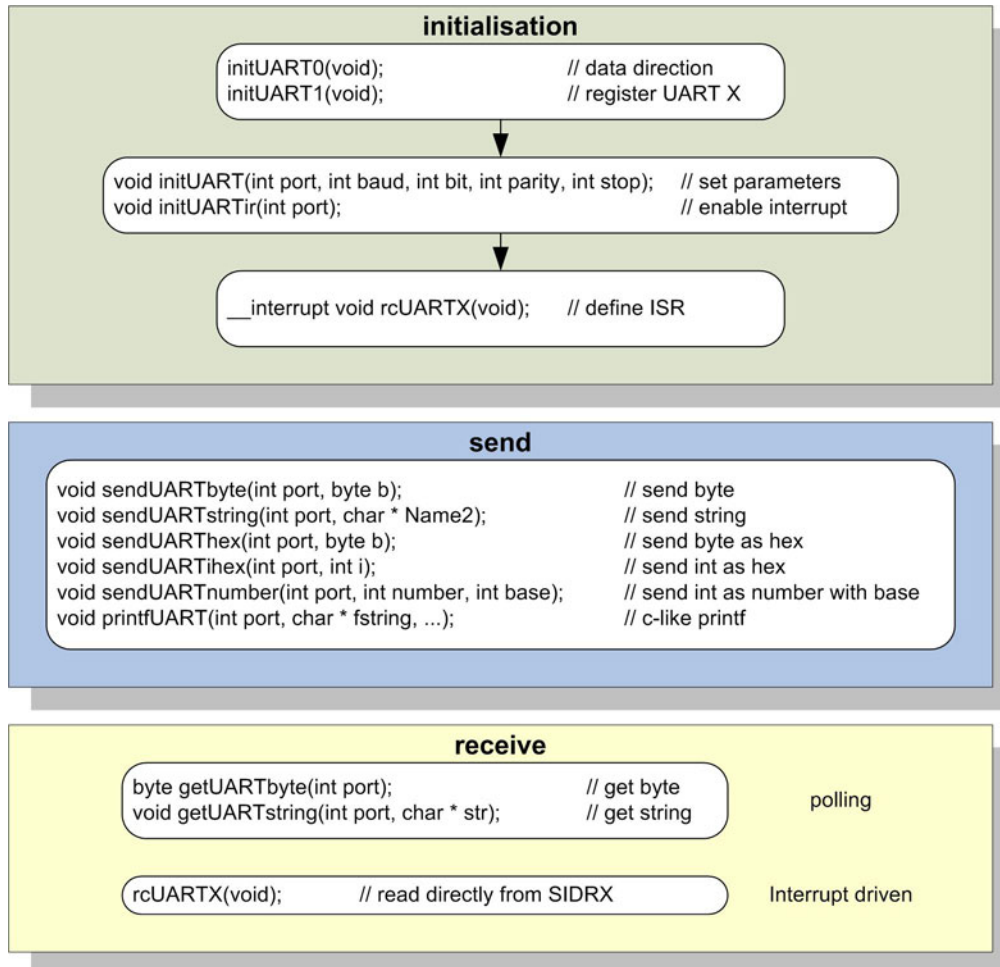 initialisation
initUART0(void); // data direction
initUART1(void); // register UART X
void initUART(int port, int baud, int bit, int parity, int stop); // set parameters
void initUARTir(int port); // enable interrupt
__interrupt void rcUARTX(void); // define ISR
send
void sendUARTbyte(int port, byte b); // send byte
void sendUARTstring(int port, char * Name2); // send string
void sendUARThex(int port, byte b); // send byte as hex
void sendUARTihex(int port, int i); // send int as hex
void sendUARTnumber(int port, int number, int base); // send int as number with base
void printfUART(int port, char * fstring, ...); // c-like printf
receive
byte getUARTbyte(int port); // get byte
void getUARTstring(int port, char * str); // get string
polling
rcUARTX(void); // read directly from SIDRX
Interrupt driven